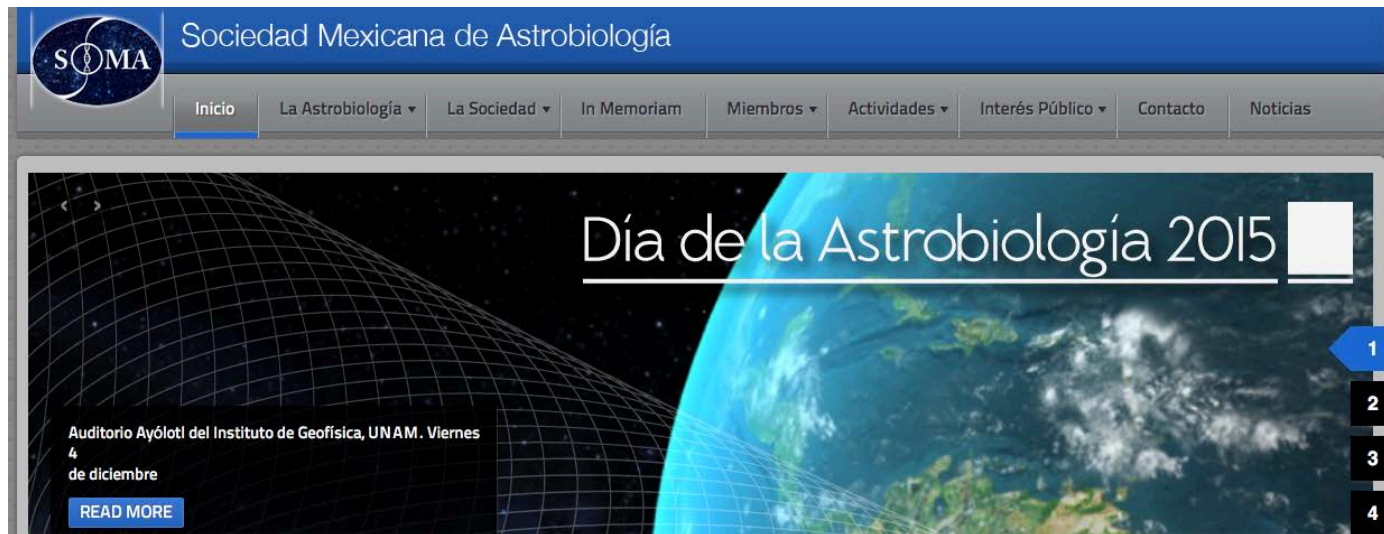 SOMA
Sociedad Mexicana de Astrobiología
Inicio La Astrobiología La Sociedad In Memoriam Miembros Actividades Interés Público Contacto Noticias
Día de la Astrobiología 2015
1
2
3
4
Auditorio Ayólotl del Instituto de Geofísica, UNAM. Viernes
4
de diciembre
READ MORE